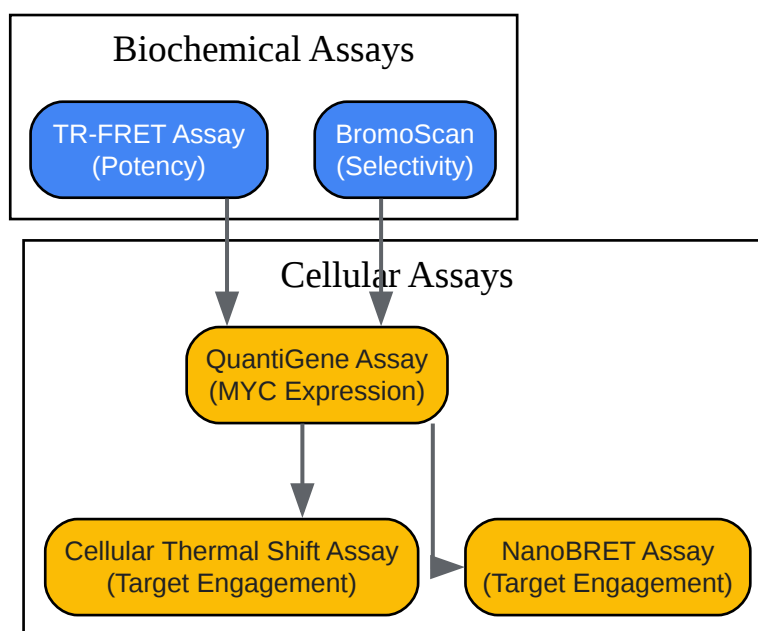 Biochemical Assays
TR-FRET Assay
(Potency)
BromoScan
(Selectivity)
Cellular Assays
QuantiGene Assay
(MYC Expression)
Cellular Thermal Shift Assay
(Target Engagement)
NanoBRET Assay
(Target Engagement)